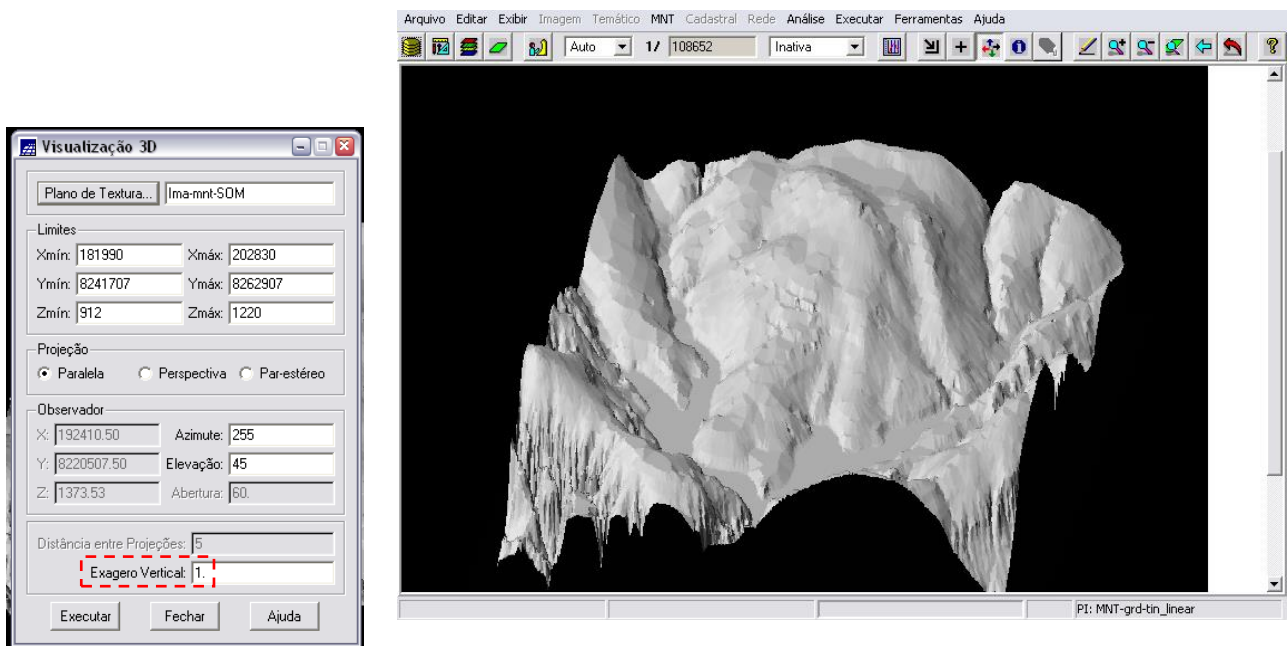 Arquivo Editar Exibir Imagem Temático MNT Cadastral Rede Análise Executar Ferramentas Ajuda
Auto 1/ 108652 Inativa
Visualização 3D
Plano de Textura... Ima-mnt-SOM
Limites
Xmín: 181990 Xmáx: 202830
Ymín: 8241707 Ymáx: 8262907
Zmín: 912 Zmáx: 1220
Projeção
Paralela Perspectiva Par-estéreo
Observador
X: 192410.50 Azimute: 255
Y: 8220507.50 Elevação: 45
Z: 1373.53 Abertura: 60.
Distância entre Projeções: 5
Exagero Vertical: 1.
Executar Fechar Ajuda
PI: MNT-grd-tin_linear